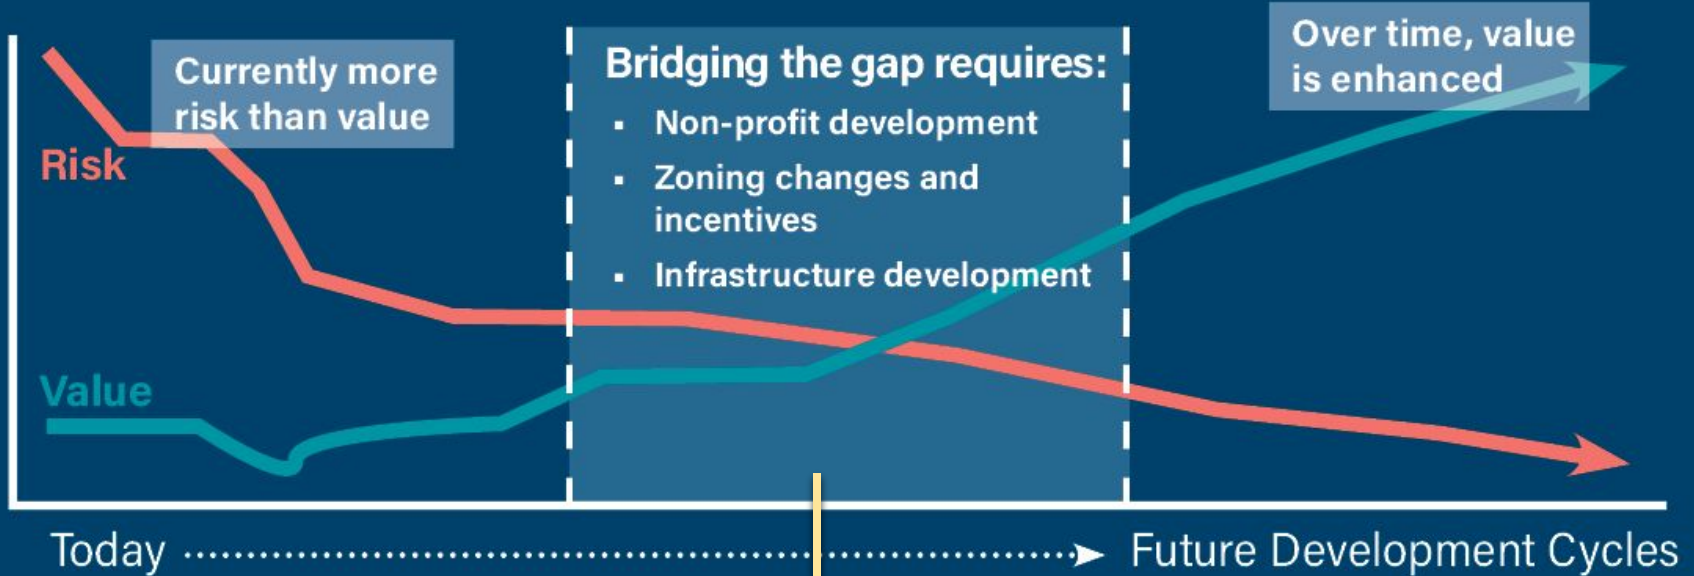 Currently more
risk than value
Risk
Value
Bridging the gap requires:
▪ Non-profit development
▪ Zoning changes and
incentives
▪ Infrastructure development
Over time, value
is enhanced
Today
Future Development Cycles